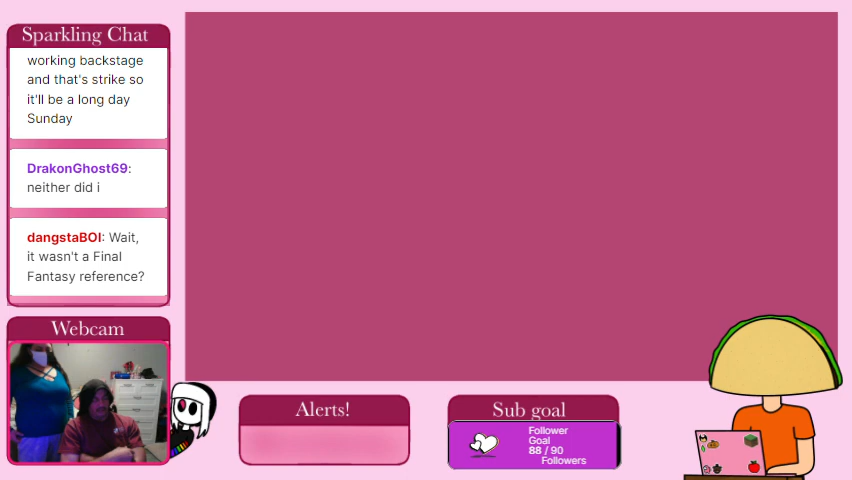 Sparkling Chat
working backstage
and that's strike so
it'll be a long day
Sunday
DrakonGhost69:
neither did i
dangstaBOI: Wait,
it wasn't a Final
Fantasy reference?
Webcam
Alerts!
Sub goal
Follower
Goal
88 / 90
Followers